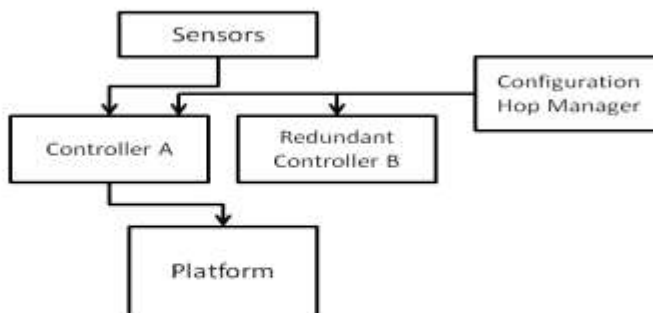 Sensors
Configuration
Hop Manager
Controller A
Redundant
Controller B
Platform